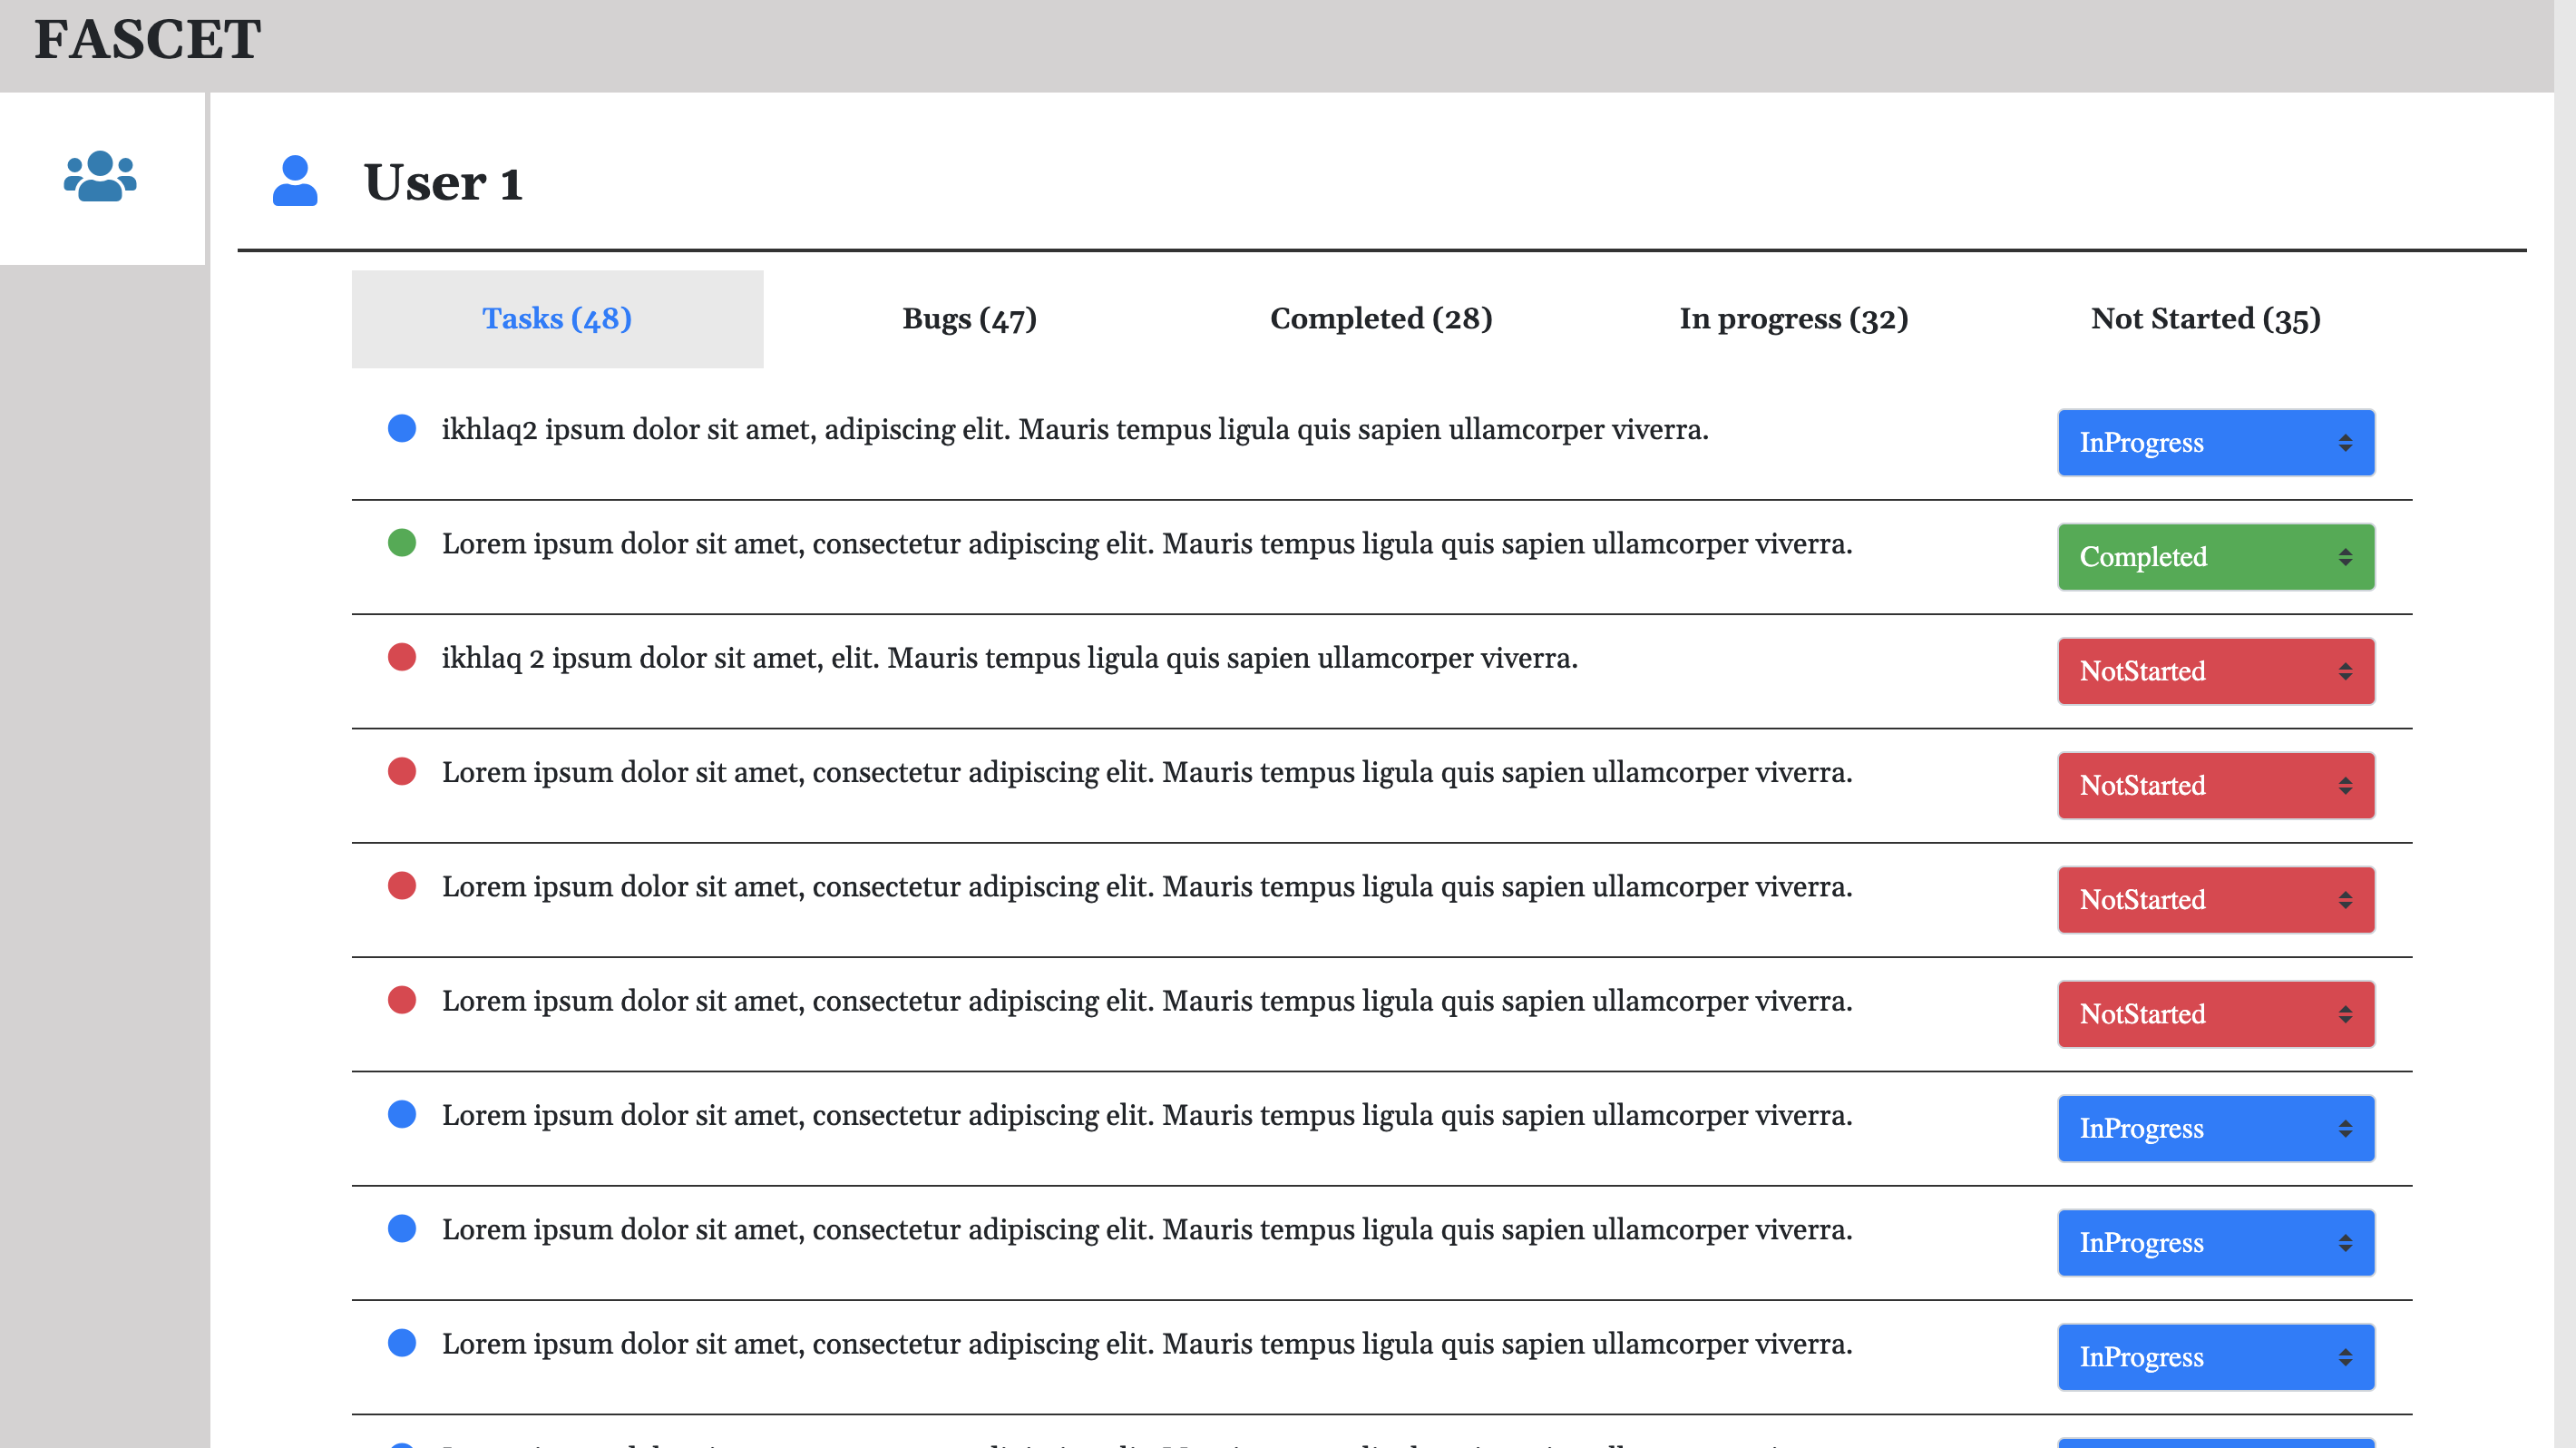 FASCET
User 1
Tasks (48) Bugs (47) Completed (28) In progress (32) Not Started (35)
ikhlaq2 ipsum dolor sit amet, adipiscing elit. Mauris tempus ligula quis sapien ullamcorper viverra. InProgress
Lorem ipsum dolor sit amet, consectetur adipiscing elit. Mauris tempus ligula quis sapien ullamcorper viverra. Completed
ikhlaq 2 ipsum dolor sit amet, elit. Mauris tempus ligula quis sapien ullamcorper viverra. NotStarted
Lorem ipsum dolor sit amet, consectetur adipiscing elit. Mauris tempus ligula quis sapien ullamcorper viverra. NotStarted
Lorem ipsum dolor sit amet, consectetur adipiscing elit. Mauris tempus ligula quis sapien ullamcorper viverra. NotStarted
Lorem ipsum dolor sit amet, consectetur adipiscing elit. Mauris tempus ligula quis sapien ullamcorper viverra. NotStarted
Lorem ipsum dolor sit amet, consectetur adipiscing elit. Mauris tempus ligula quis sapien ullamcorper viverra. InProgress
Lorem ipsum dolor sit amet, consectetur adipiscing elit. Mauris tempus ligula quis sapien ullamcorper viverra. InProgress
Lorem ipsum dolor sit amet, consectetur adipiscing elit. Mauris tempus ligula quis sapien ullamcorper viverra. InProgress